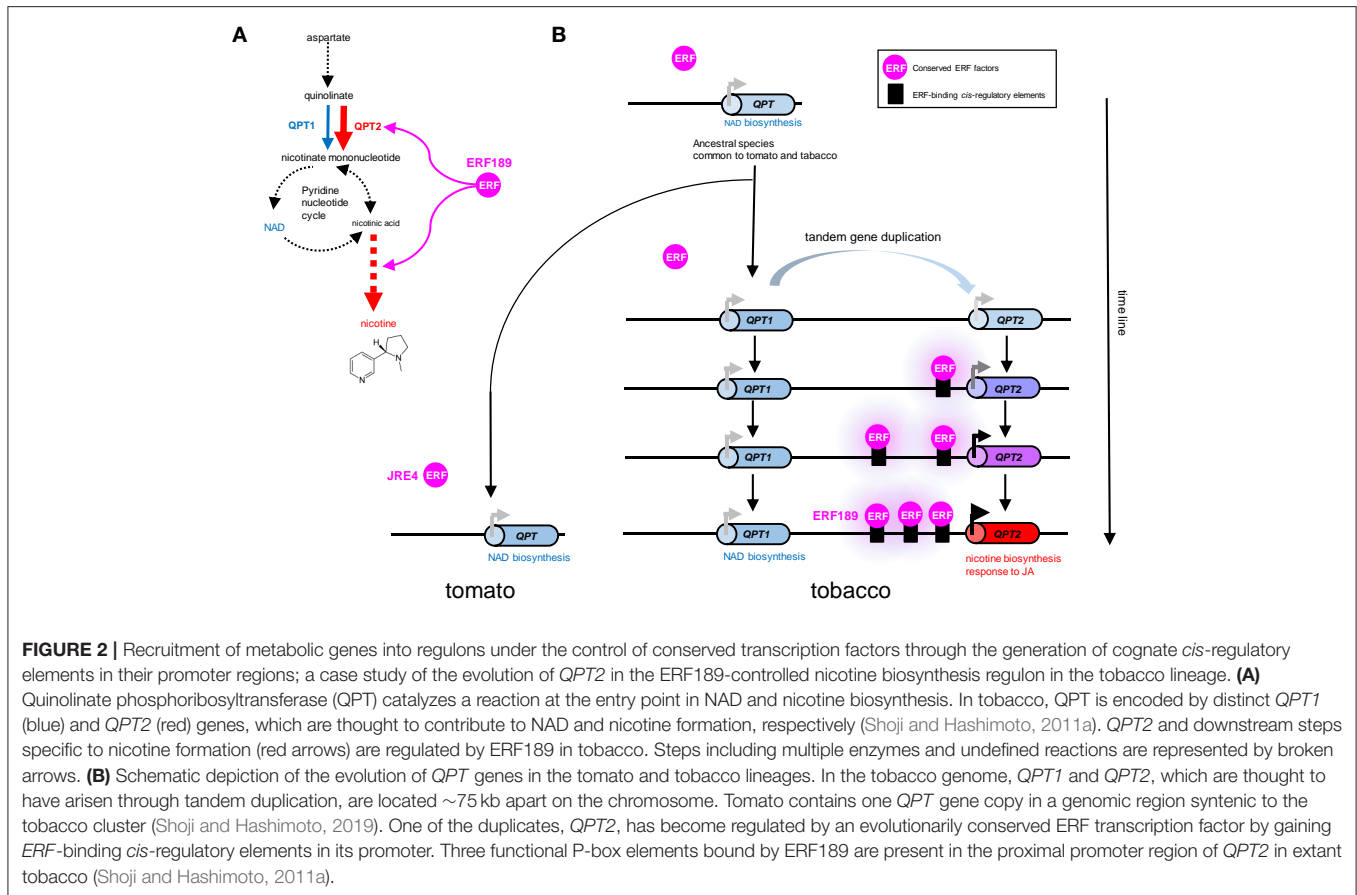 A
aspartate
quinolinate
QPT1
QPT2
nicotinate mononucleotide
ERF189
ERF
Pyridine
nucleotide
cycle
NAD
nicotinic acid
nicotine
H
N
N
B
ERF
QPT
NAD biosynthesis
Ancestral species
common to tomato and tabacco
ERF Conserved ERF factors
ERF-binding cis-regulatory elements
time line
ERF
tandem gene duplication
QPT1
QPT2
ERF
QPT1
QPT2
ERF
ERF
QPT1
QPT2
JRE4 ERF
QPT
NAD biosynthesis
tomato
ERF189 ERF ERF ERF
QPT1
QPT2
NAD biosynthesis
nicotine biosynthesis
response to JA
tobacco
FIGURE 2 | Recruitment of metabolic genes into regulons under the control of conserved transcription factors through the generation of cognate cis-regulatory
elements in their promoter regions; a case study of the evolution of QPT2 in the ERF189-controlled nicotine biosynthesis regulon in the tobacco lineage. (A)
Quinolinate phosphoribosyltransferase (QPT) catalyzes a reaction at the entry point in NAD and nicotine biosynthesis. In tobacco, QPT is encoded by distinct QPT1
(blue) and QPT2 (red) genes, which are thought to contribute to NAD and nicotine formation, respectively (Shoji and Hashimoto, 2011a). QPT2 and downstream steps
specific to nicotine formation (red arrows) are regulated by ERF189 in tobacco. Steps including multiple enzymes and undefined reactions are represented by broken
arrows. (B) Schematic depiction of the evolution of QPT genes in the tomato and tobacco lineages. In the tobacco genome, QPT1 and QPT2, which are thought to
have arisen through tandem duplication, are located ∼75 kb apart on the chromosome. Tomato contains one QPT gene copy in a genomic region syntenic to the
tobacco cluster (Shoji and Hashimoto, 2019). One of the duplicates, QPT2, has become regulated by an evolutionarily conserved ERF transcription factor by gaining
ERF-binding cis-regulatory elements in its promoter. Three functional P-box elements bound by ERF189 are present in the proximal promoter region of QPT2 in extant
tobacco (Shoji and Hashimoto, 2011a).